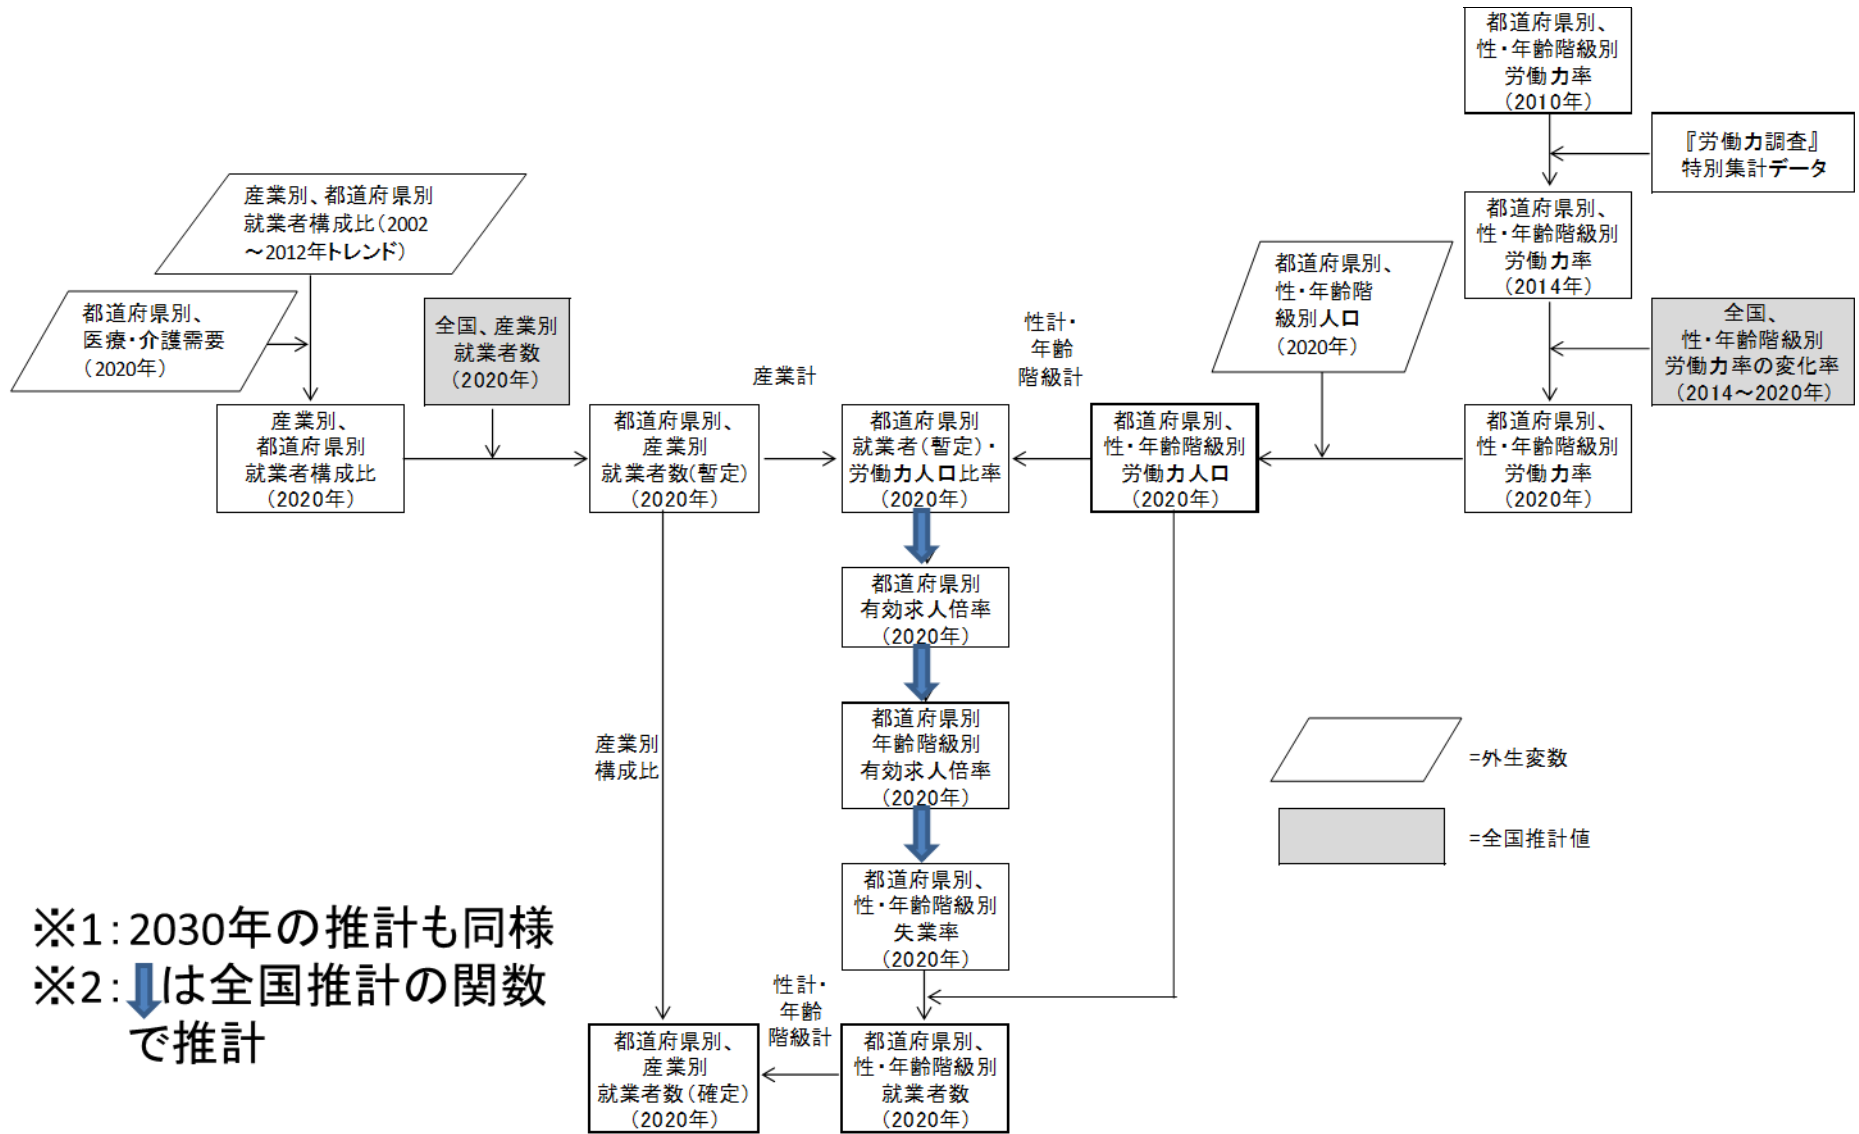 都道府県別、
性・年齢階級別
労働力率
(2010年)
『労働力調査』
特別集計データ
都道府県別、
性・年齢階級別
労働力率
(2014年)
全国、
性・年齢階級別
労働力率の変化率
(2014～2020年)
都道府県別、
性・年齢階級別
労働力率
(2020年)
都道府県別、
性・年齢階
級別人口
(2020年)
産業別、都道府県別
就業者構成比(2002
～2012年トレンド)
都道府県別、
医療・介護需要
(2020年)
全国、産業別
就業者数
(2020年)
産業別、
都道府県別
就業者構成比
(2020年)
都道府県別、
産業別
就業者数(暫定)
(2020年)
産業計
都道府県別
就業者(暫定)・
労働力人口比率
(2020年)
性計・
年齢
階級計
都道府県別、
性・年齢階級別
労働力人口
(2020年)
都道府県別
有効求人倍率
(2020年)
都道府県別
年齢階級別
有効求人倍率
(2020年)
都道府県別、
性・年齢階級別
失業率
(2020年)
産業別
構成比
性計・
年齢
階級計
都道府県別、
産業別
就業者数(確定)
(2020年)
都道府県別、
性・年齢階級別
就業者数
(2020年)
=外生変数
=全国推計値
※1:2030年の推計も同様
※2:⬇は全国推計の関数
で推計